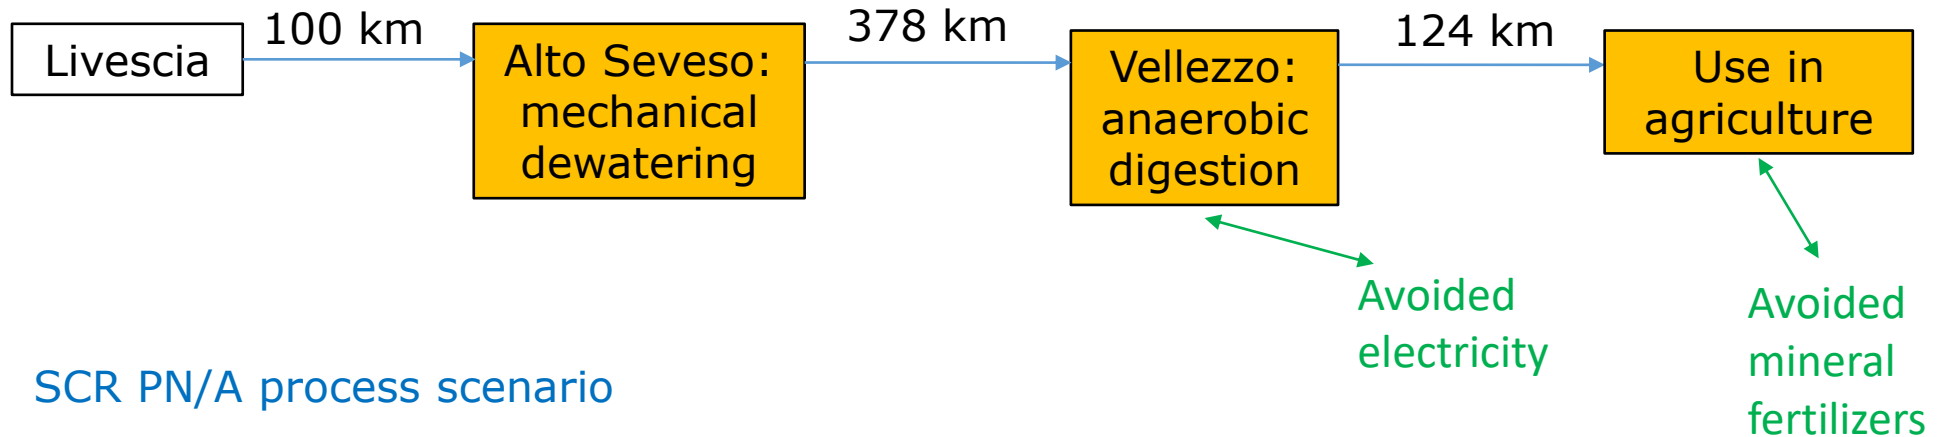 Livescia
100 km
Alto Seveso:
mechanical
dewatering
378 km
Vellezzo:
anaerobic
digestion
124 km
Use in
agriculture
Avoided
electricity
Avoided
mineral
fertilizers
SCR PN/A process scenario